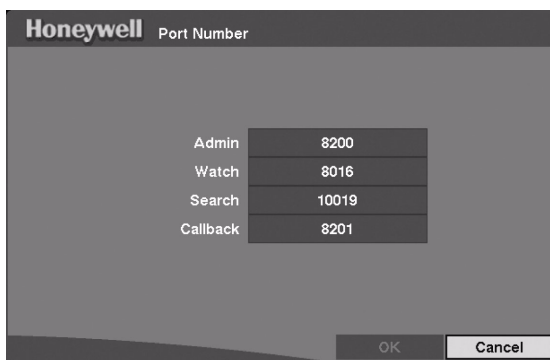 Honeywell Port Number
Admin 8200
Watch 8016
Search 10019
Callback 8201
OK Cancel